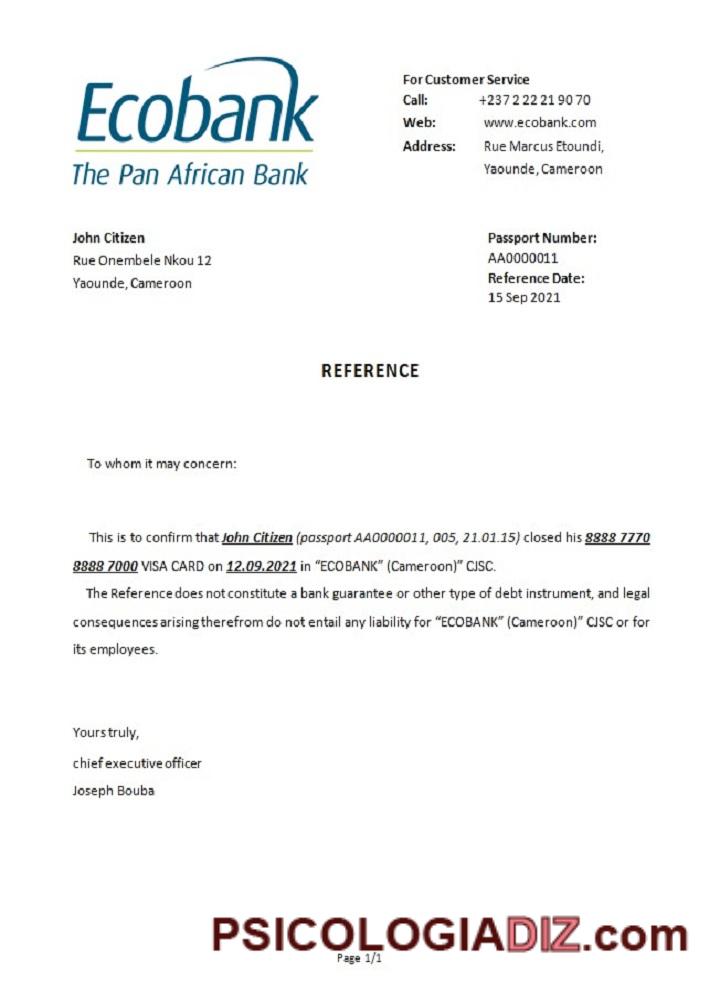 Ecobank
The Pan African Bank
For Customer Service
Call: +237 2 22 21 90 70
Web: www.ecobank.com
Address: Rue Marcus Etoundi,
Yaounde, Cameroon
John Citizen
Rue Onembele Nkou 12
Yaounde, Cameroon
Passport Number:
AA0000011
Reference Date:
15 Sep 2021
REFERENCE
To whom it may concern:
This is to confirm that John Citizen (passport AA0000011, 005, 21.01.15) closed his 8888 7770
8888 7000 VISA CARD on 12.09.2021 in “ECOBANK” (Cameroon)” CJSC.
The Reference does not constitute a bank guarantee or other type of debt instrument, and legal
consequences arising therefrom do not entail any liability for “ECOBANK” (Cameroon)” CJSC or for
its employees.
Yours truly,
chief executive officer
Joseph Bouba
PSICOLOGIADIZ.com
Page 1/1